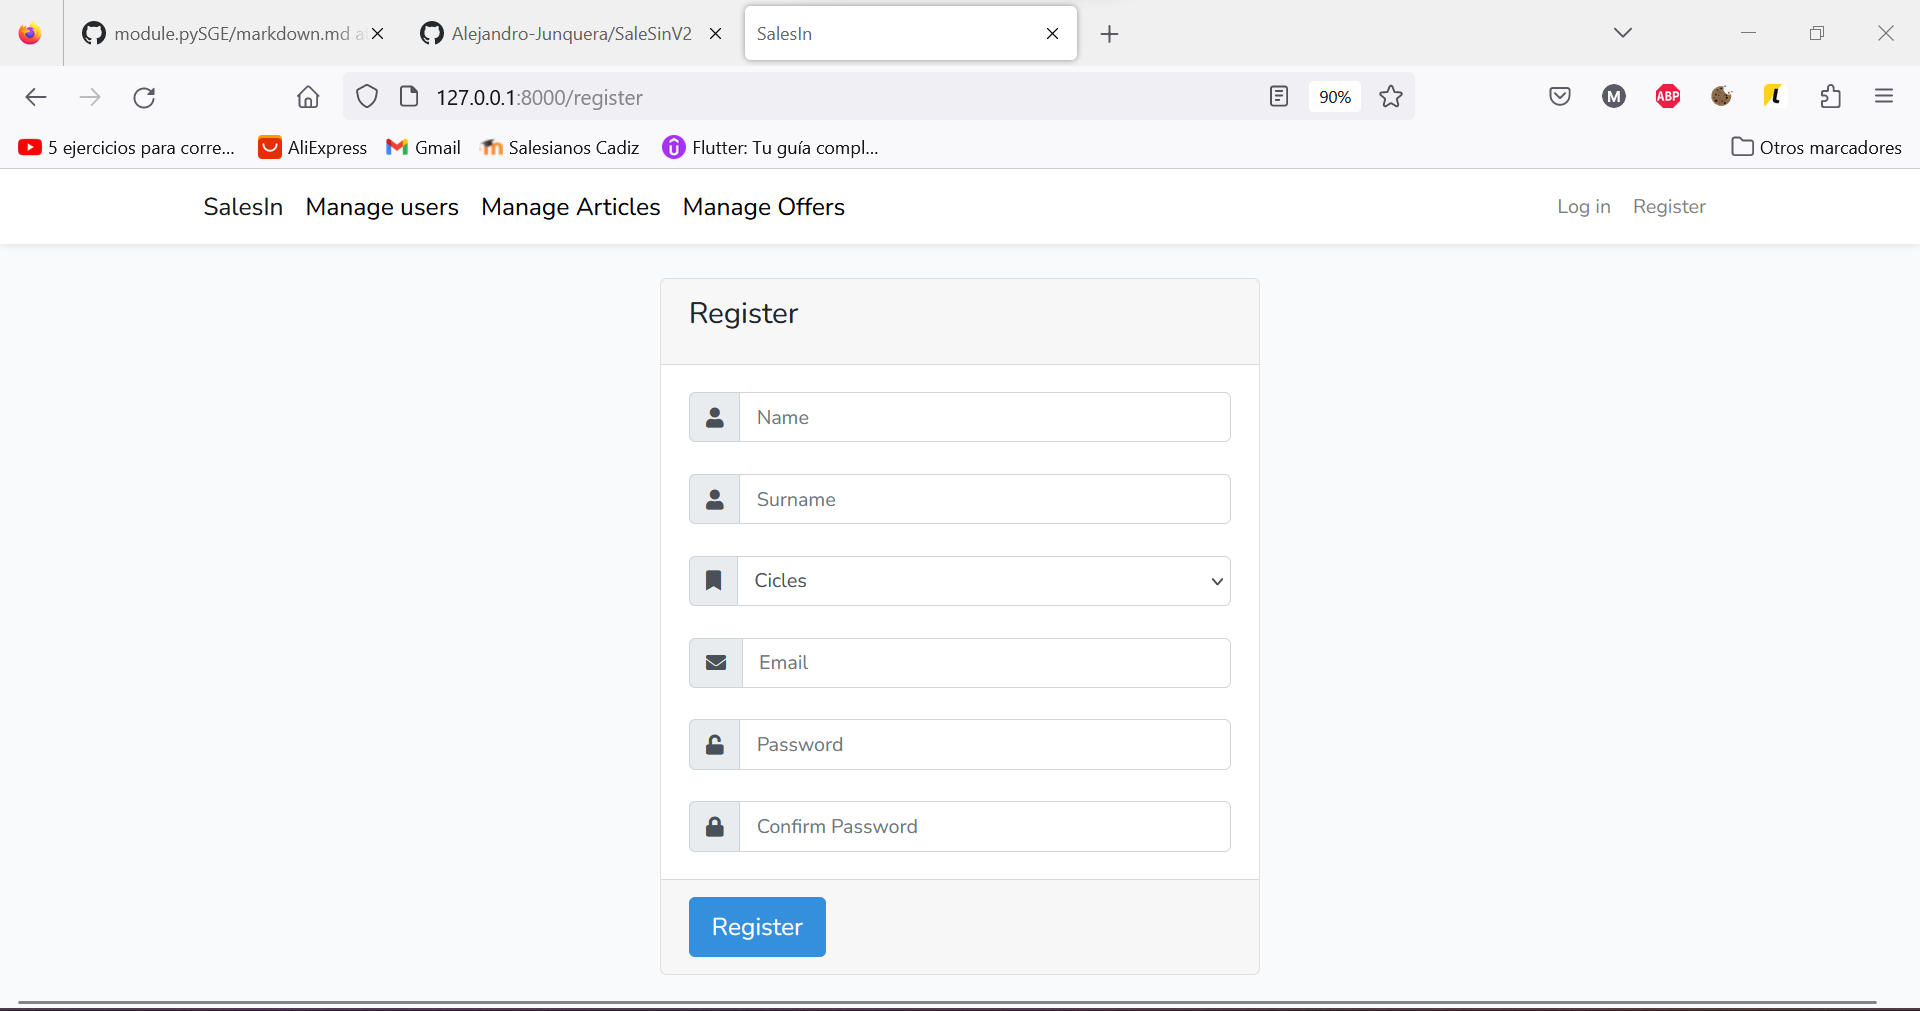 module.pySGE/markdown.md a
Alejandro-Junquera/SaleSinV2
SalesIn
127.0.0.1:8000/register
90%
M
ABP
5 ejercicios para corre...
AliExpress
Gmail
Salesianos Cadiz
Flutter: Tu guía compl...
Otros marcadores
SalesIn Manage users Manage Articles Manage Offers
Log in Register
Register
Name
Surname
Cicles
Email
Password
Confirm Password
Register